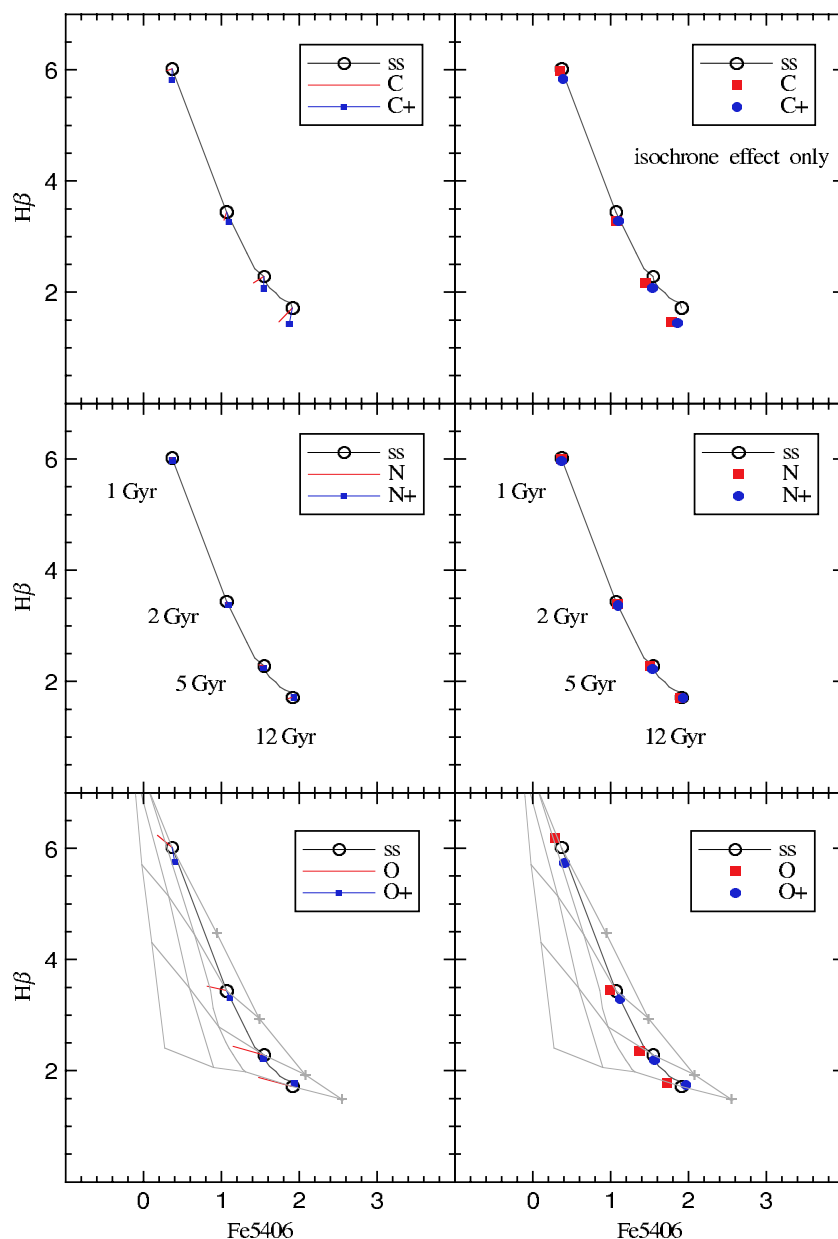 6
4
2
Hβ
ss
C
C+
ss
C
C+
isochrone effect only
6
4
2
Hβ
ss
N
N+
1 Gyr
2 Gyr
5 Gyr
12 Gyr
ss
N
N+
1 Gyr
2 Gyr
5 Gyr
12 Gyr
6
4
2
Hβ
ss
O
O+
ss
O
O+
0 1 2 3
Fe5406
0 1 2 3
Fe5406